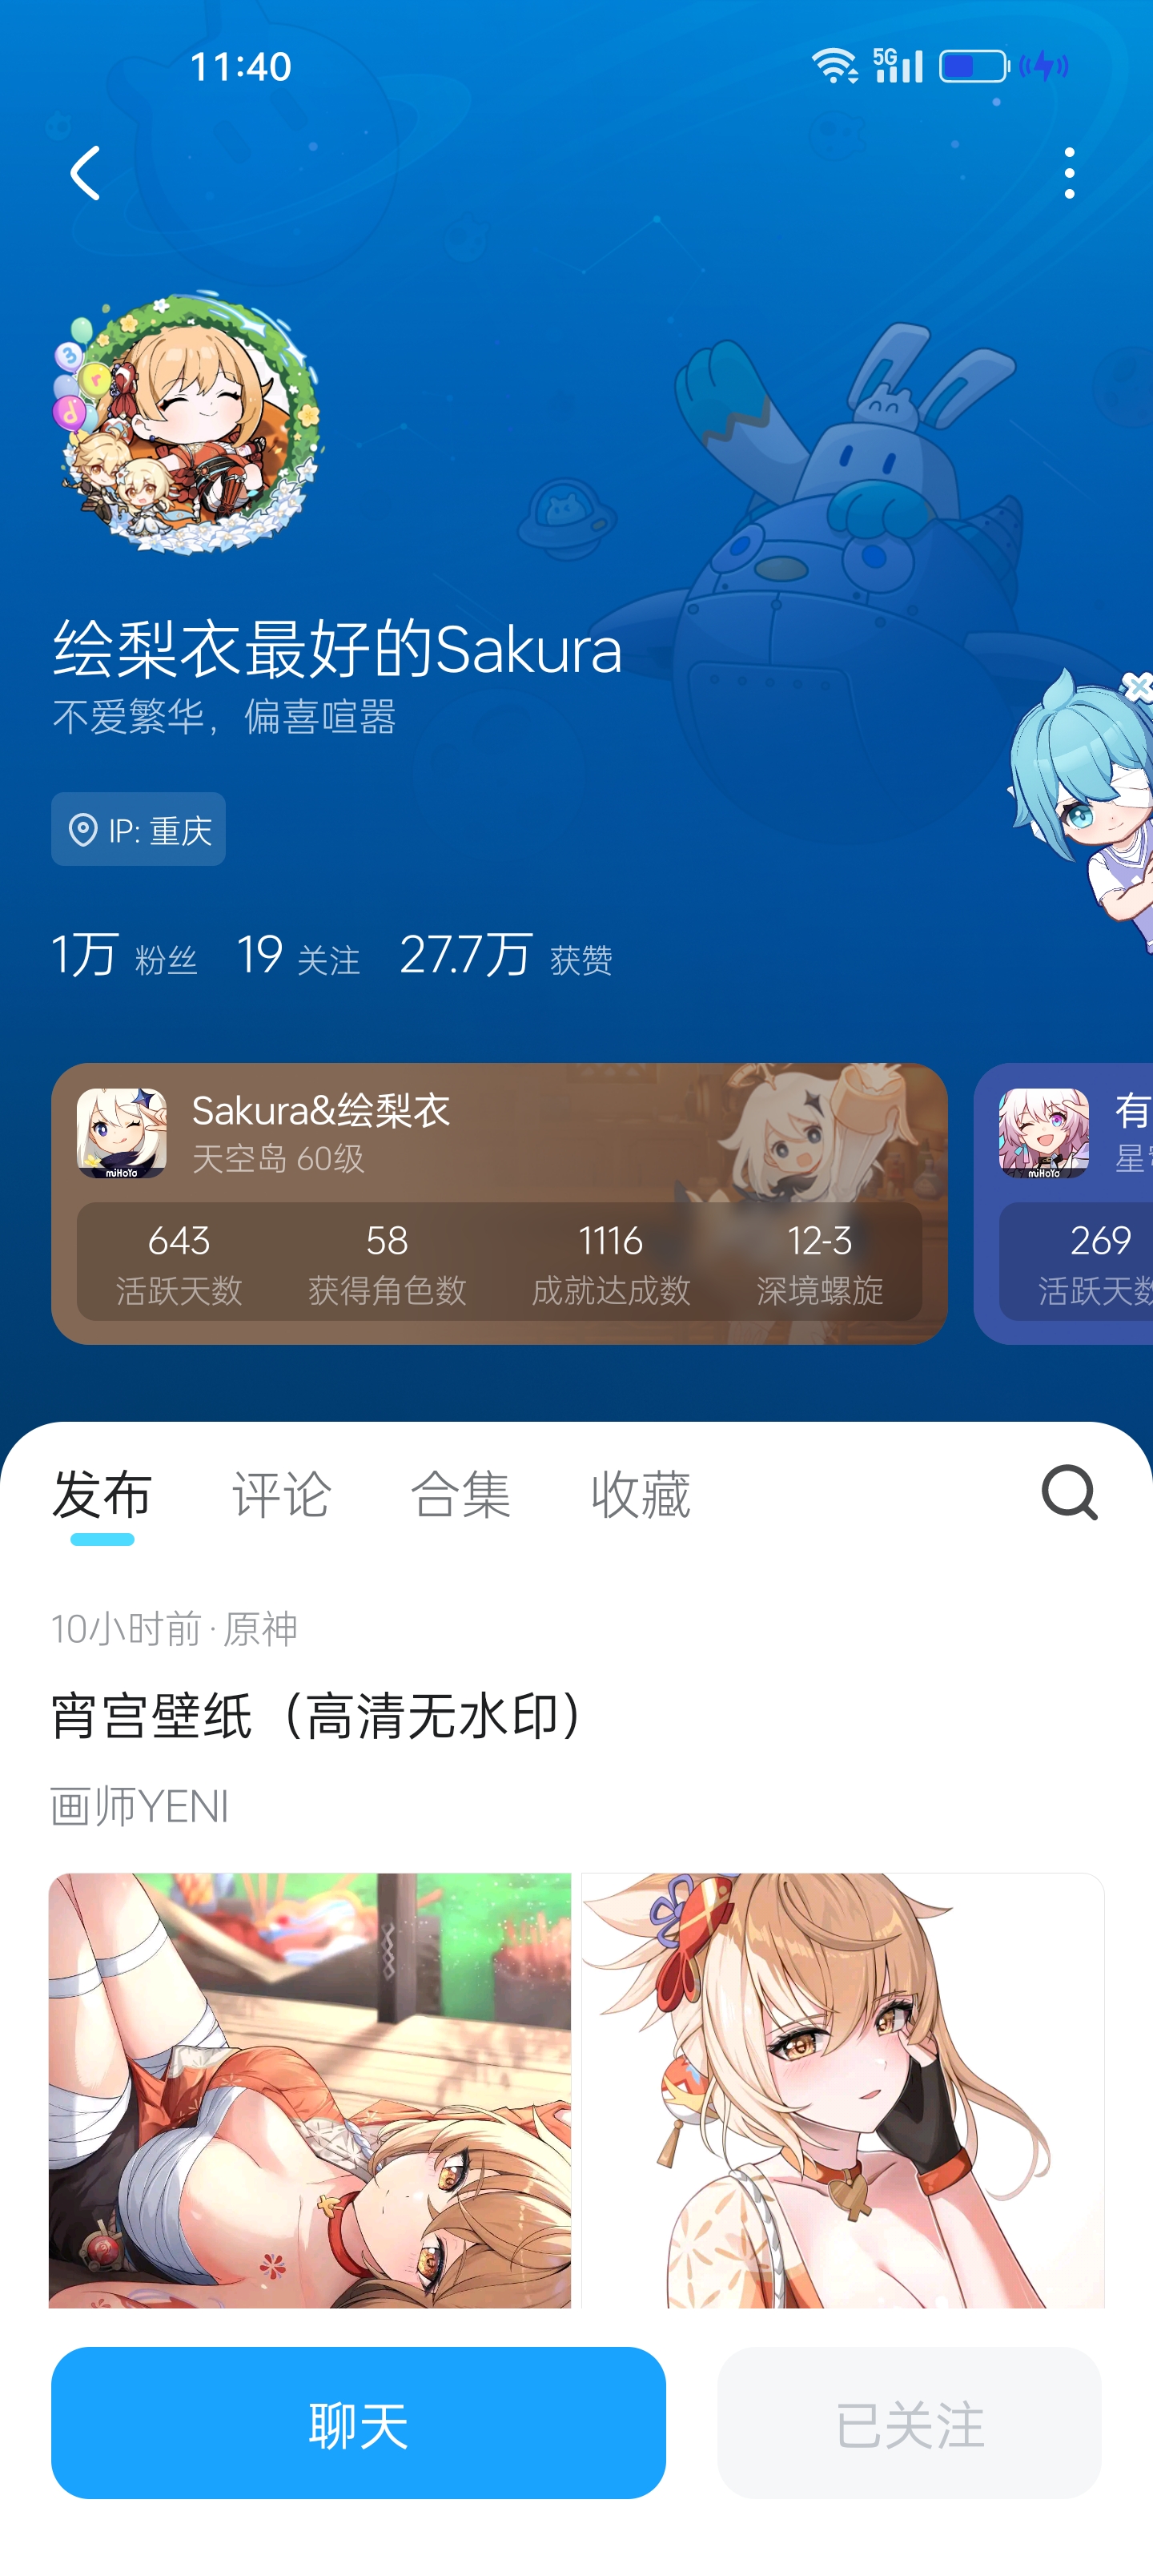 11:40
5G
3
r
d
绘梨衣最好的Sakura
不爱繁华，偏喜喧嚣
IP: 重庆
1万 粉丝 19 关注 27.7万 获赞
Sakura&绘梨衣
天空岛 60级
miHoYo
643 58 1116 12-3
活跃天数 获得角色数 成就达成数 深境螺旋
有
星
miHoYo
269
活跃天数
发布 评论 合集 收藏
10小时前·原神
宵宫壁纸（高清无水印）
画师YENI
聊天 已关注